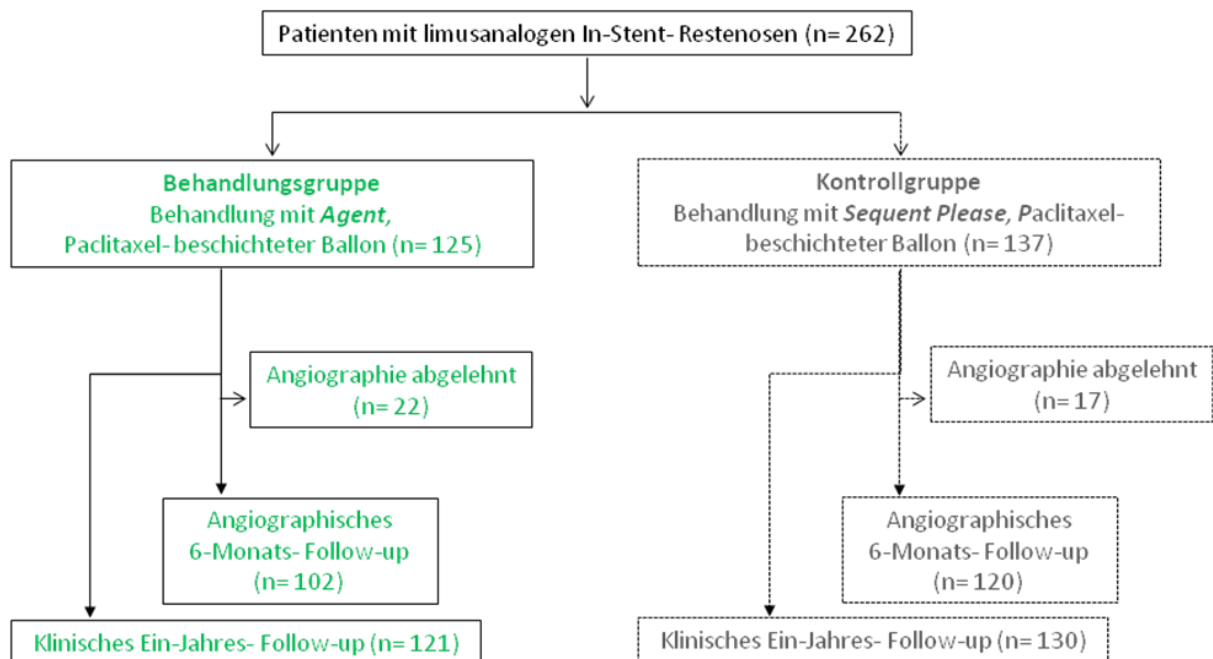 Patienten mit limusanalogen In-Stent- Restenosen (n= 262)
Behandlungsgruppe
Behandlung mit Agent,
Paclitaxel- beschichteter Ballon (n= 125)
Kontrollgruppe
Behandlung mit Sequent Please, Paclitaxel-
beschichteter Ballon (n= 137)
Angiographie abgelehnt
(n= 22)
Angiographie abgelehnt
(n= 17)
Angiographisches
6-Monats- Follow-up
(n= 102)
Angiographisches
6-Monats- Follow-up
(n= 120)
Klinisches Ein-Jahres- Follow-up (n= 121)
Klinisches Ein-Jahres- Follow-up (n= 130)